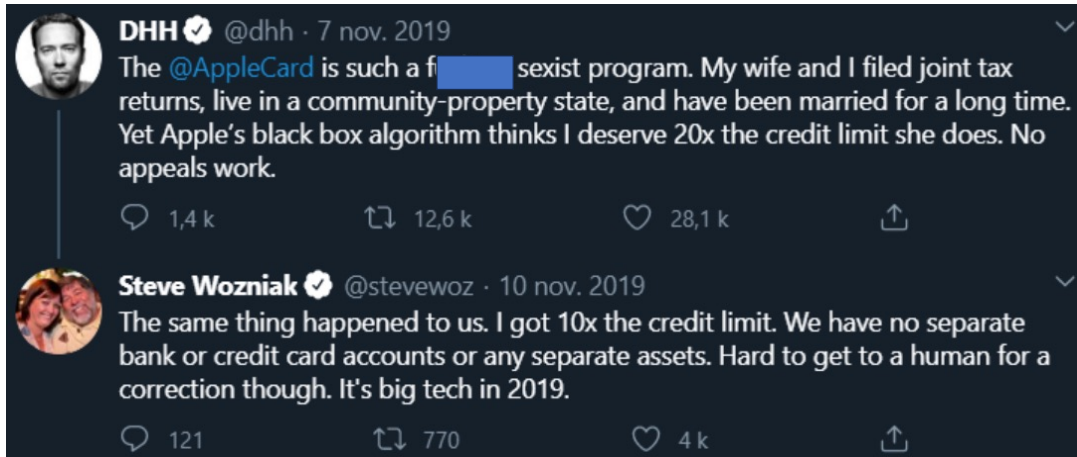 DHH @dhh · 7 nov. 2019
The @AppleCard is such a f sexist program. My wife and I filed joint tax
returns, live in a community-property state, and have been married for a long time.
Yet Apple's black box algorithm thinks I deserve 20x the credit limit she does. No
appeals work.
1,4 k 12,6 k 28,1 k
Steve Wozniak @stevewoz · 10 nov. 2019
The same thing happened to us. I got 10x the credit limit. We have no separate
bank or credit card accounts or any separate assets. Hard to get to a human for a
correction though. It's big tech in 2019.
121 770 4 k